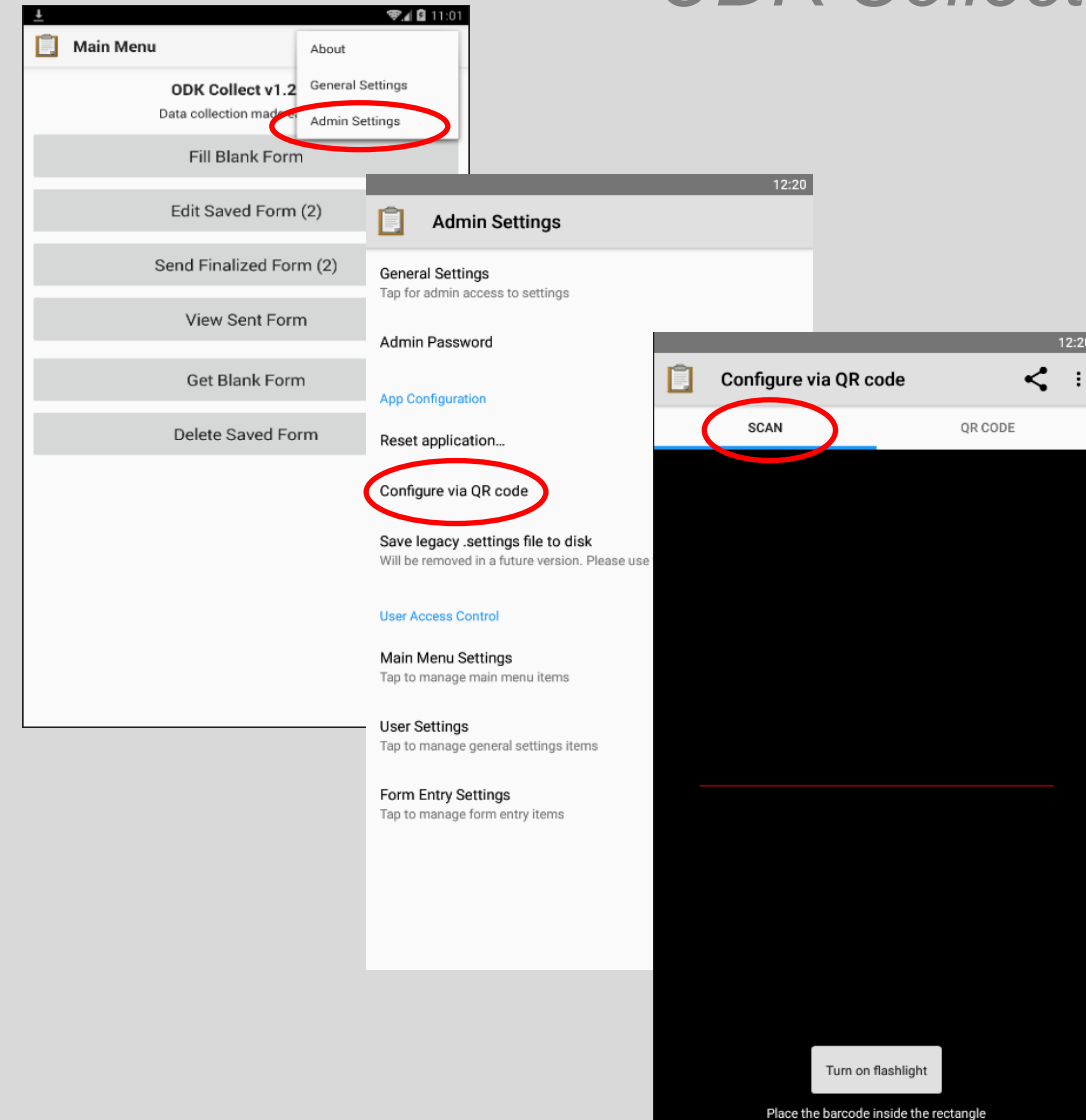 ODK Collect
11:01
Main Menu
About
General Settings
Admin Settings
ODK Collect v1.2
Data collection made
Fill Blank Form
Edit Saved Form (2)
Send Finalized Form (2)
View Sent Form
Get Blank Form
Delete Saved Form
12:20
Admin Settings
General Settings
Tap for admin access to settings
Admin Password
App Configuration
Reset application...
Configure via QR code
Save legacy .settings file to disk
Will be removed in a future version. Please use
User Access Control
Main Menu Settings
Tap to manage main menu items
User Settings
Tap to manage general settings items
Form Entry Settings
Tap to manage form entry items
12:20
Configure via QR code
SCAN
QR CODE
Turn on flashlight
Place the barcode inside the rectangle